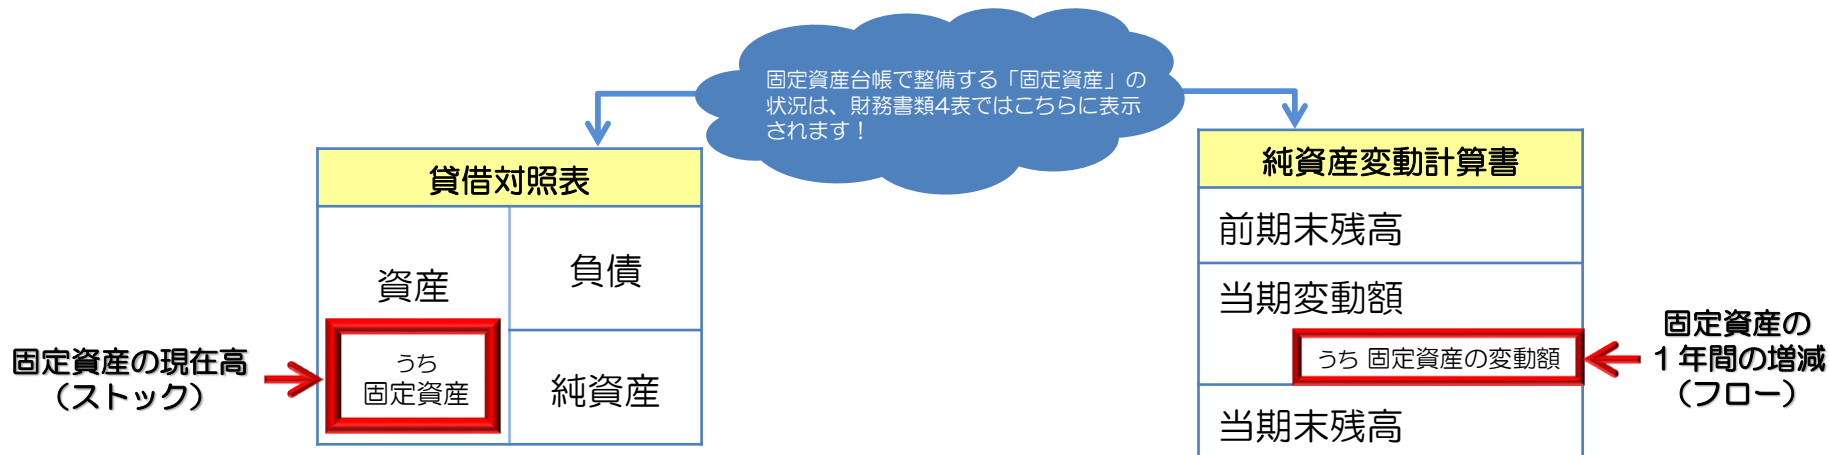 固定資産台帳で整備する「固定資産」の
状況は、財務書類4表ではこちらに表示
されます！
貸借対照表
資産
負債
うち
固定資産
純資産
固定資産の現在高
（ストック）
純資産変動計算書
前期末残高
当期変動額
うち 固定資産の変動額
当期末残高
固定資産の
１年間の増減
（フロー）